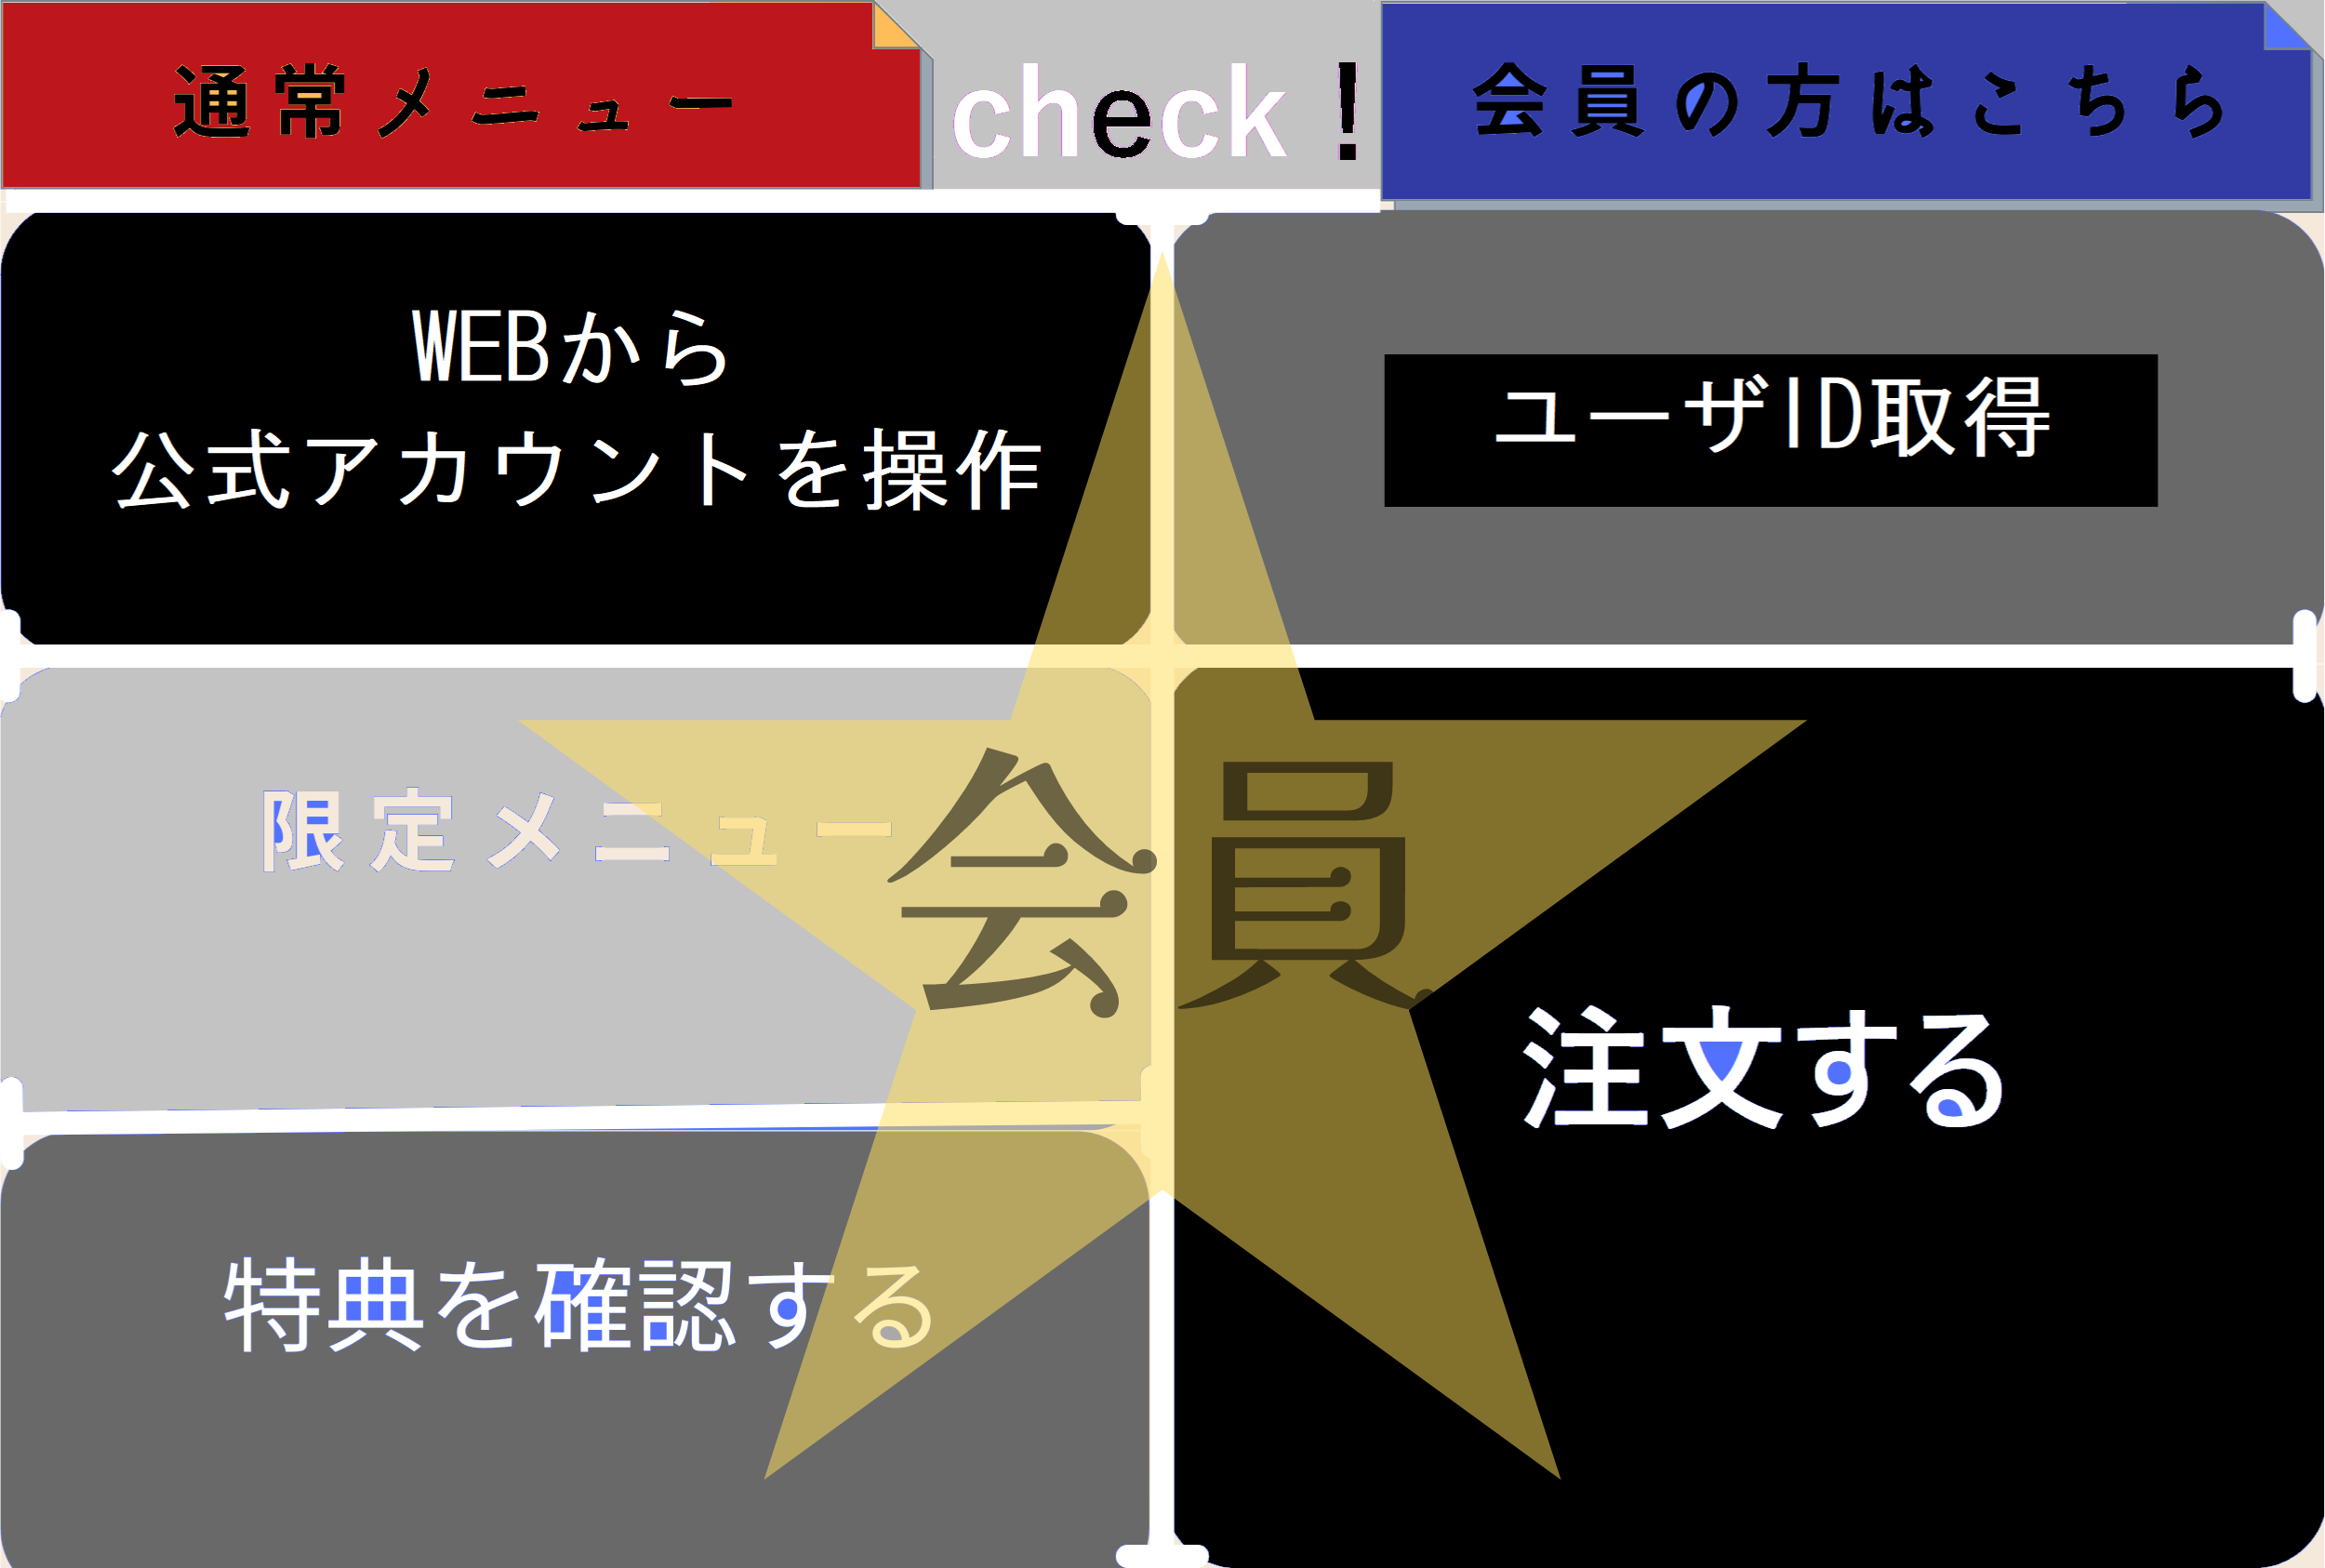 通常メニュー
check!
会員の方はこちら
WEBから
公式アカウントを操作
ユーザID取得
限定メニュー
会員
注文する
特典を確認する